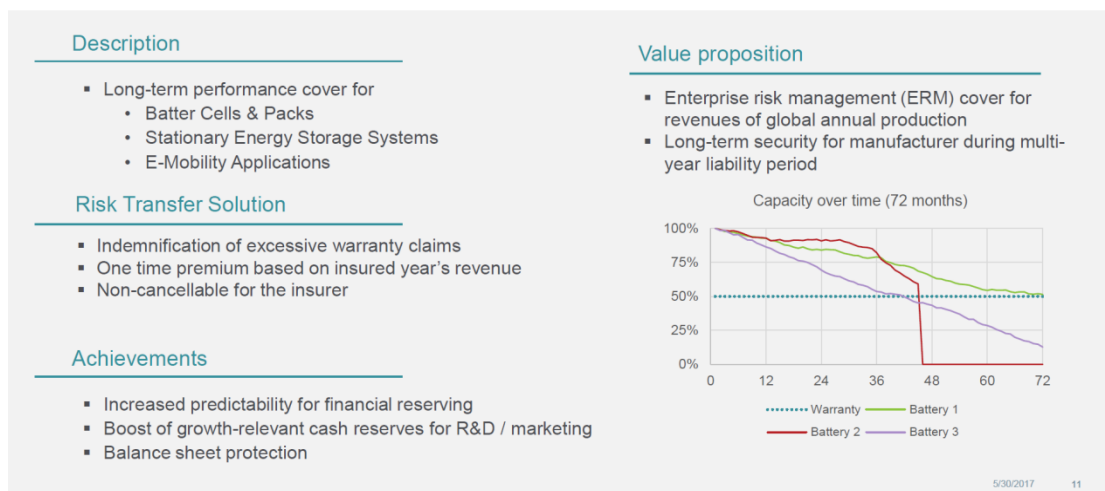 Description
▪ Long-term performance cover for
• Batter Cells & Packs
• Stationary Energy Storage Systems
• E-Mobility Applications
Risk Transfer Solution
▪ Indemnification of excessive warranty claims
▪ One time premium based on insured year's revenue
▪ Non-cancellable for the insurer
Achievements
▪ Increased predictability for financial reserving
▪ Boost of growth-relevant cash reserves for R&D / marketing
▪ Balance sheet protection
Value proposition
▪ Enterprise risk management (ERM) cover for
revenues of global annual production
▪ Long-term security for manufacturer during multi-
year liability period
Capacity over time (72 months)
100%
75%
50%
25%
0%
0 12 24 36 48 60 72
Warranty Battery 1
Battery 2 Battery 3
5/30/2017 11